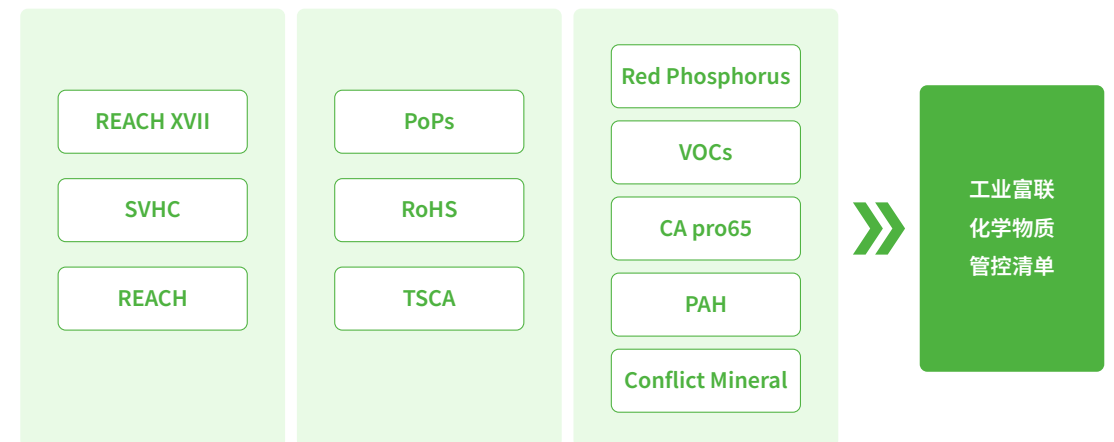 REACH XVII
SVHC
REACH
PoPs
RoHS
TSCA
Red Phosphorus
VOCs
CA pro65
PAH
Conflict Mineral
工业富联
化学物质
管控清单